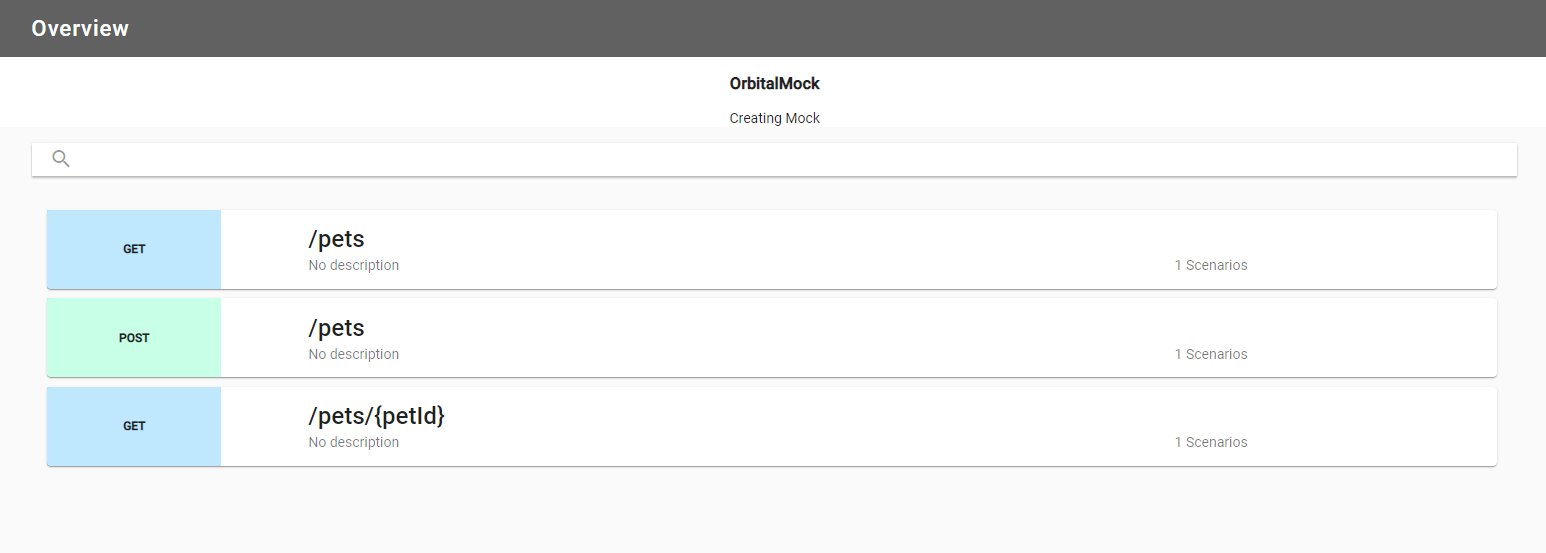 Overview
OrbitalMock
Creating Mock
GET
/pets
No description
1 Scenarios
POST
/pets
No description
1 Scenarios
GET
/pets/{petId}
No description
1 Scenarios